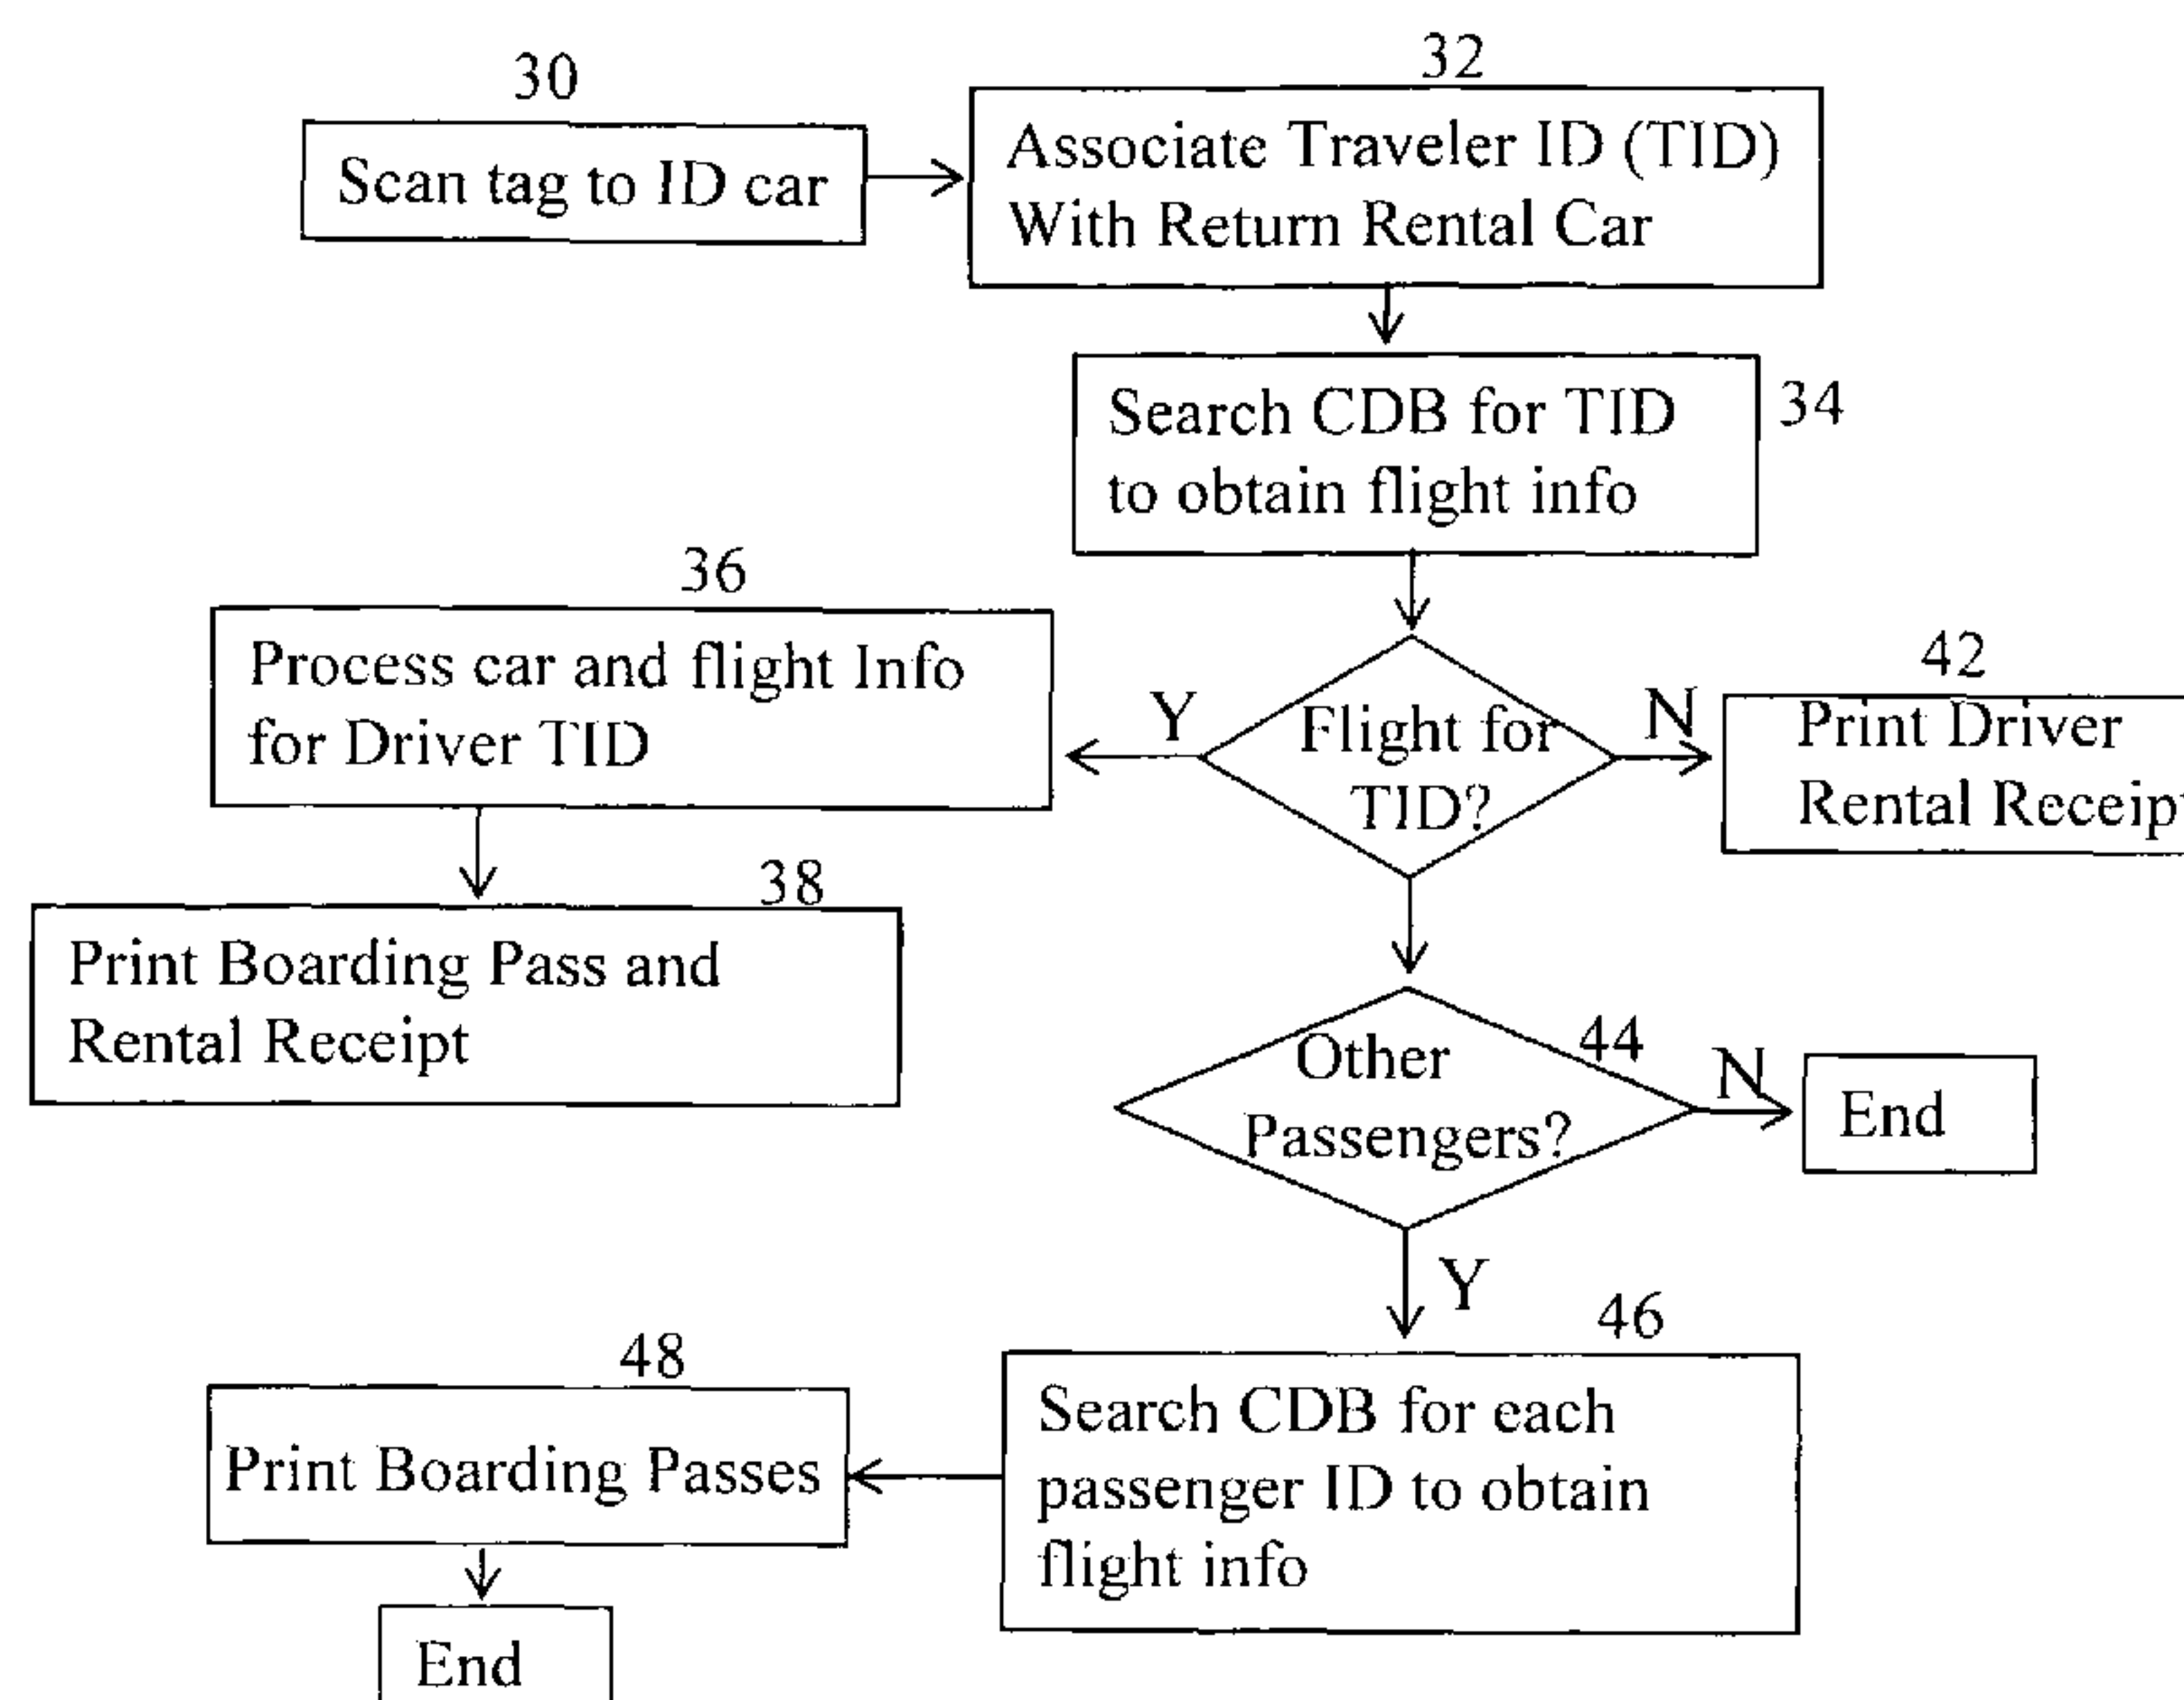 30
Scan tag to ID car
32
Associate Traveler ID (TID)
With Return Rental Car
Search CDB for TID
to obtain flight info
34
36
Process car and flight Info
for Driver TID
Y
Flight for
TID?
N
42
Print Driver
Rental Receipt
38
Print Boarding Pass and
Rental Receipt
Other
Passengers?
44
N
End
Y
46
Search CDB for each
passenger ID to obtain
flight info
48
Print Boarding Passes
End